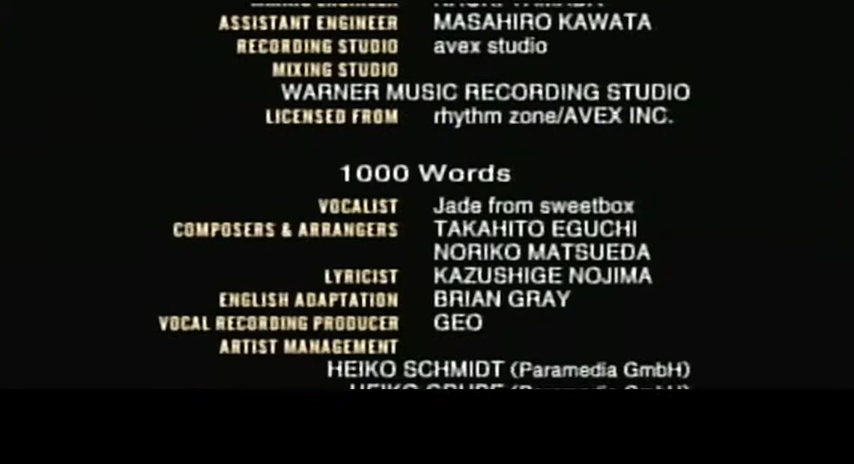 ASSISTANT ENGINEER MASAHIRO KAWATA
RECORDING STUDIO avex studio
MIXING STUDIO
WARNER MUSIC RECORDING STUDIO
LICENSED FROM rhythm zone/AVEX INC.
1000 Words
VOCALIST Jade from sweetbox
COMPOSERS & ARRANGERS TAKAHITO EGUCHI
NORIKO MATSUEDA
LYRICIST KAZUSHIGE NOJIMA
ENGLISH ADAPTATION BRIAN GRAY
VOCAL RECORDING PRODUCER GEO
ARTIST MANAGEMENT
HEIKO SCHMIDT (Paramedia GmbH)